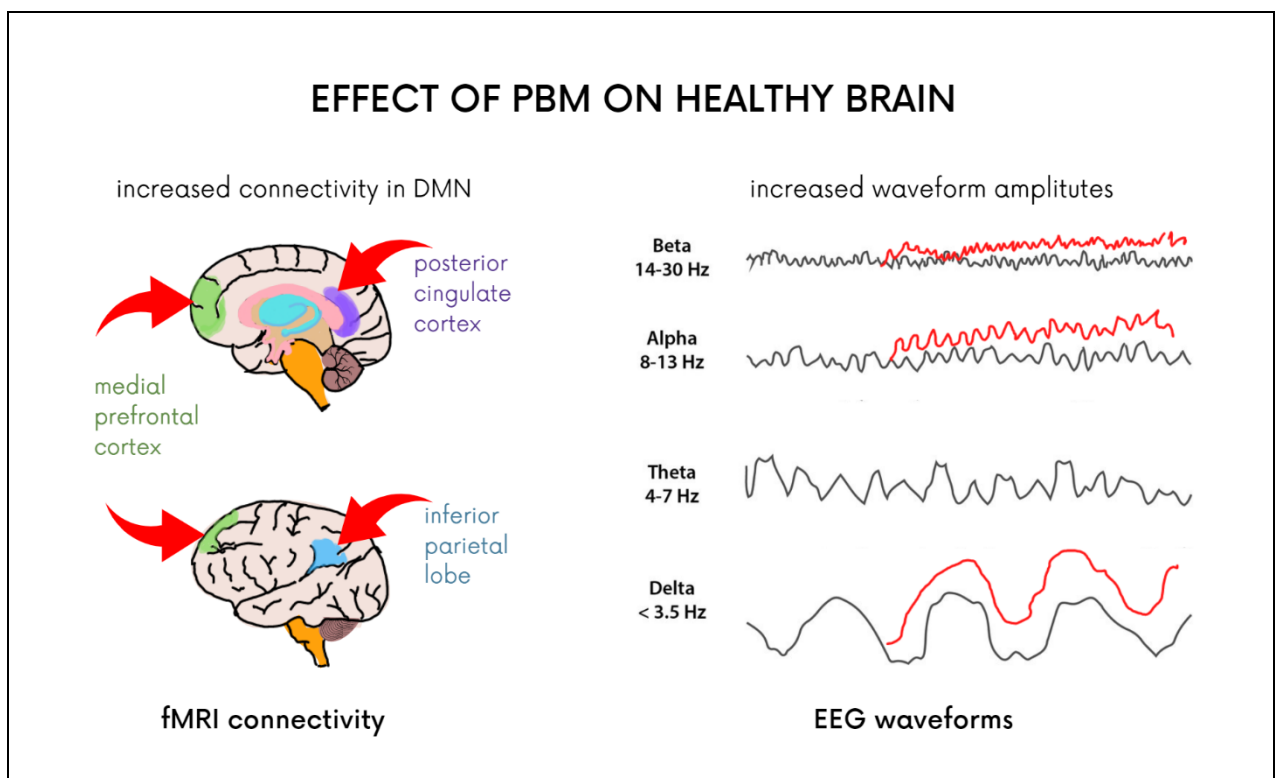 EFFECT OF PBM ON HEALTHY BRAIN
increased connectivity in DMN
posterior
cingulate
cortex
medial
prefrontal
cortex
inferior
parietal
lobe
fMRI connectivity
increased waveform amplitutes
Beta
14-30 Hz
Alpha
8-13 Hz
Theta
4-7 Hz
Delta
< 3.5 Hz
EEG waveforms